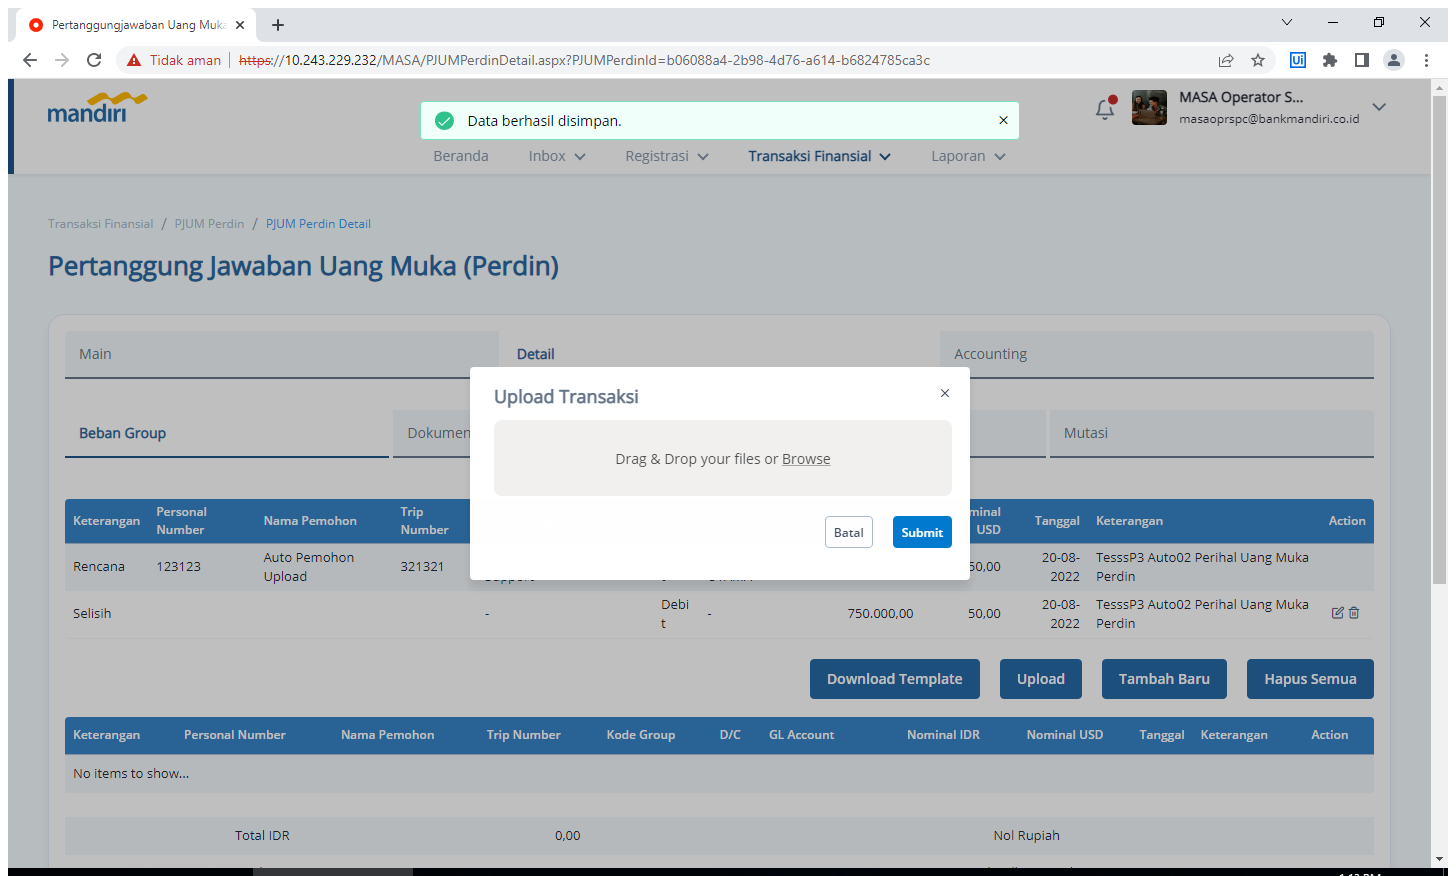 Pertanggungjawaban Uang Muka
Tidak aman
https://10.243.229.232/MASA/PJUMPerdinDetail.aspx?PJUMPerdinId=b06088a4-2b98-4d76-a614-b6824785ca3c
Ui
mandırı
Data berhasil disimpan.
MASA Operator S...
masaoprspc@bankmandiri.co.id
Beranda Inbox Registrasi Transaksi Finansial Laporan
Transaksi Finansial / PJUM Perdin / PJUM Perdin Detail
Pertanggung Jawaban Uang Muka (Perdin)
Main Detail Accounting
Upload Transaksi
Drag & Drop your files or Browse
Batal Submit
Beban Group Dokumen Mutasi
Keterangan Personal Number Nama Pemohon Trip Number USD Tanggal Keterangan Action
Rencana 123123 Auto Pemohon Upload 321321 50,00 20-08-2022 TesssP3 Auto02 Perihal Uang Muka Perdin
Selisih - Debit - 750.000,00 50,00 20-08-2022 TesssP3 Auto02 Perihal Uang Muka Perdin
Download Template Upload Tambah Baru Hapus Semua
Keterangan Personal Number Nama Pemohon Trip Number Kode Group D/C GL Account Nominal IDR Nominal USD Tanggal Keterangan Action
No items to show...
Total IDR 0,00 Nol Rupiah